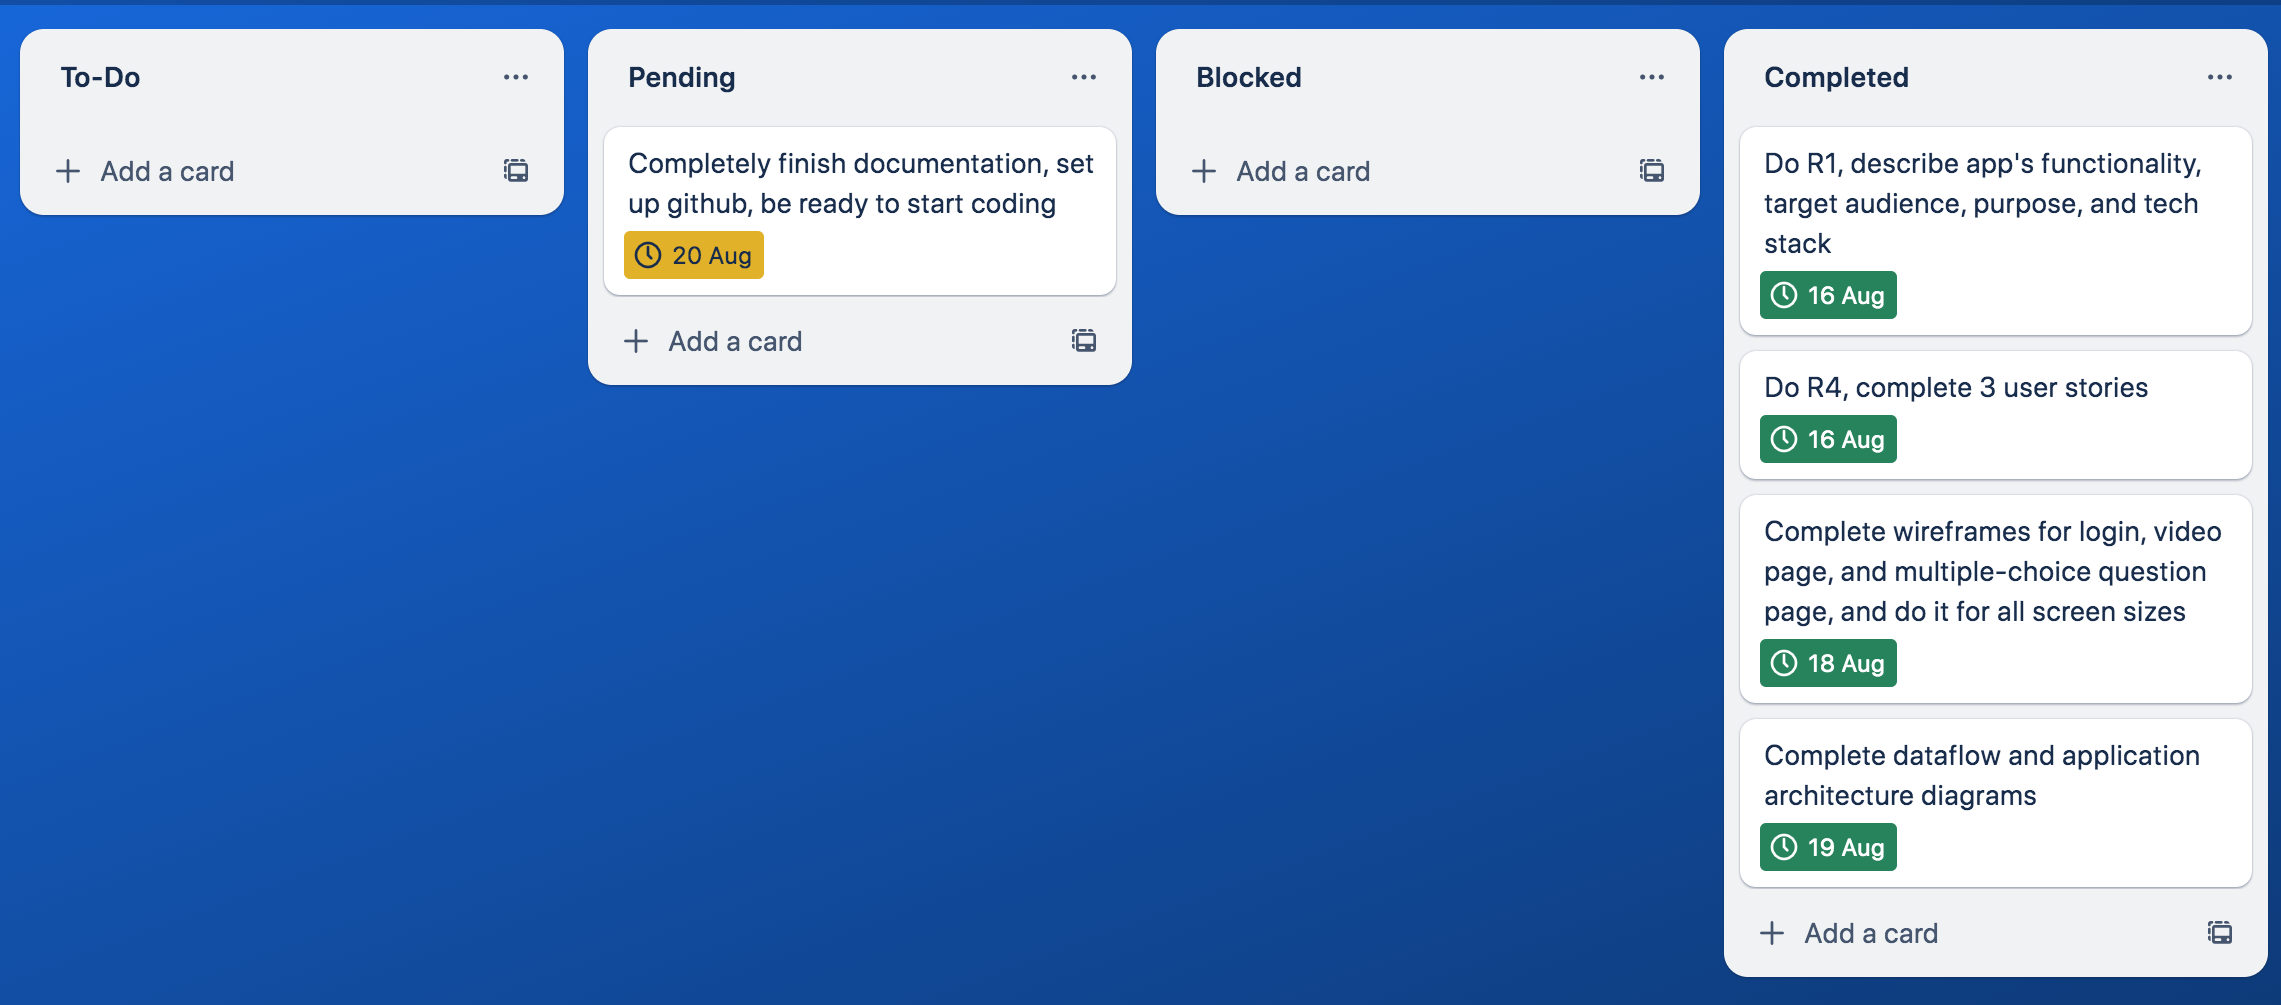 To-Do
Add a card
Pending
Completely finish documentation, set
up github, be ready to start coding
20 Aug
Add a card
Blocked
Add a card
Completed
Do R1, describe app's functionality,
target audience, purpose, and tech
stack
16 Aug
Do R4, complete 3 user stories
16 Aug
Complete wireframes for login, video
page, and multiple-choice question
page, and do it for all screen sizes
18 Aug
Complete dataflow and application
architecture diagrams
19 Aug
Add a card